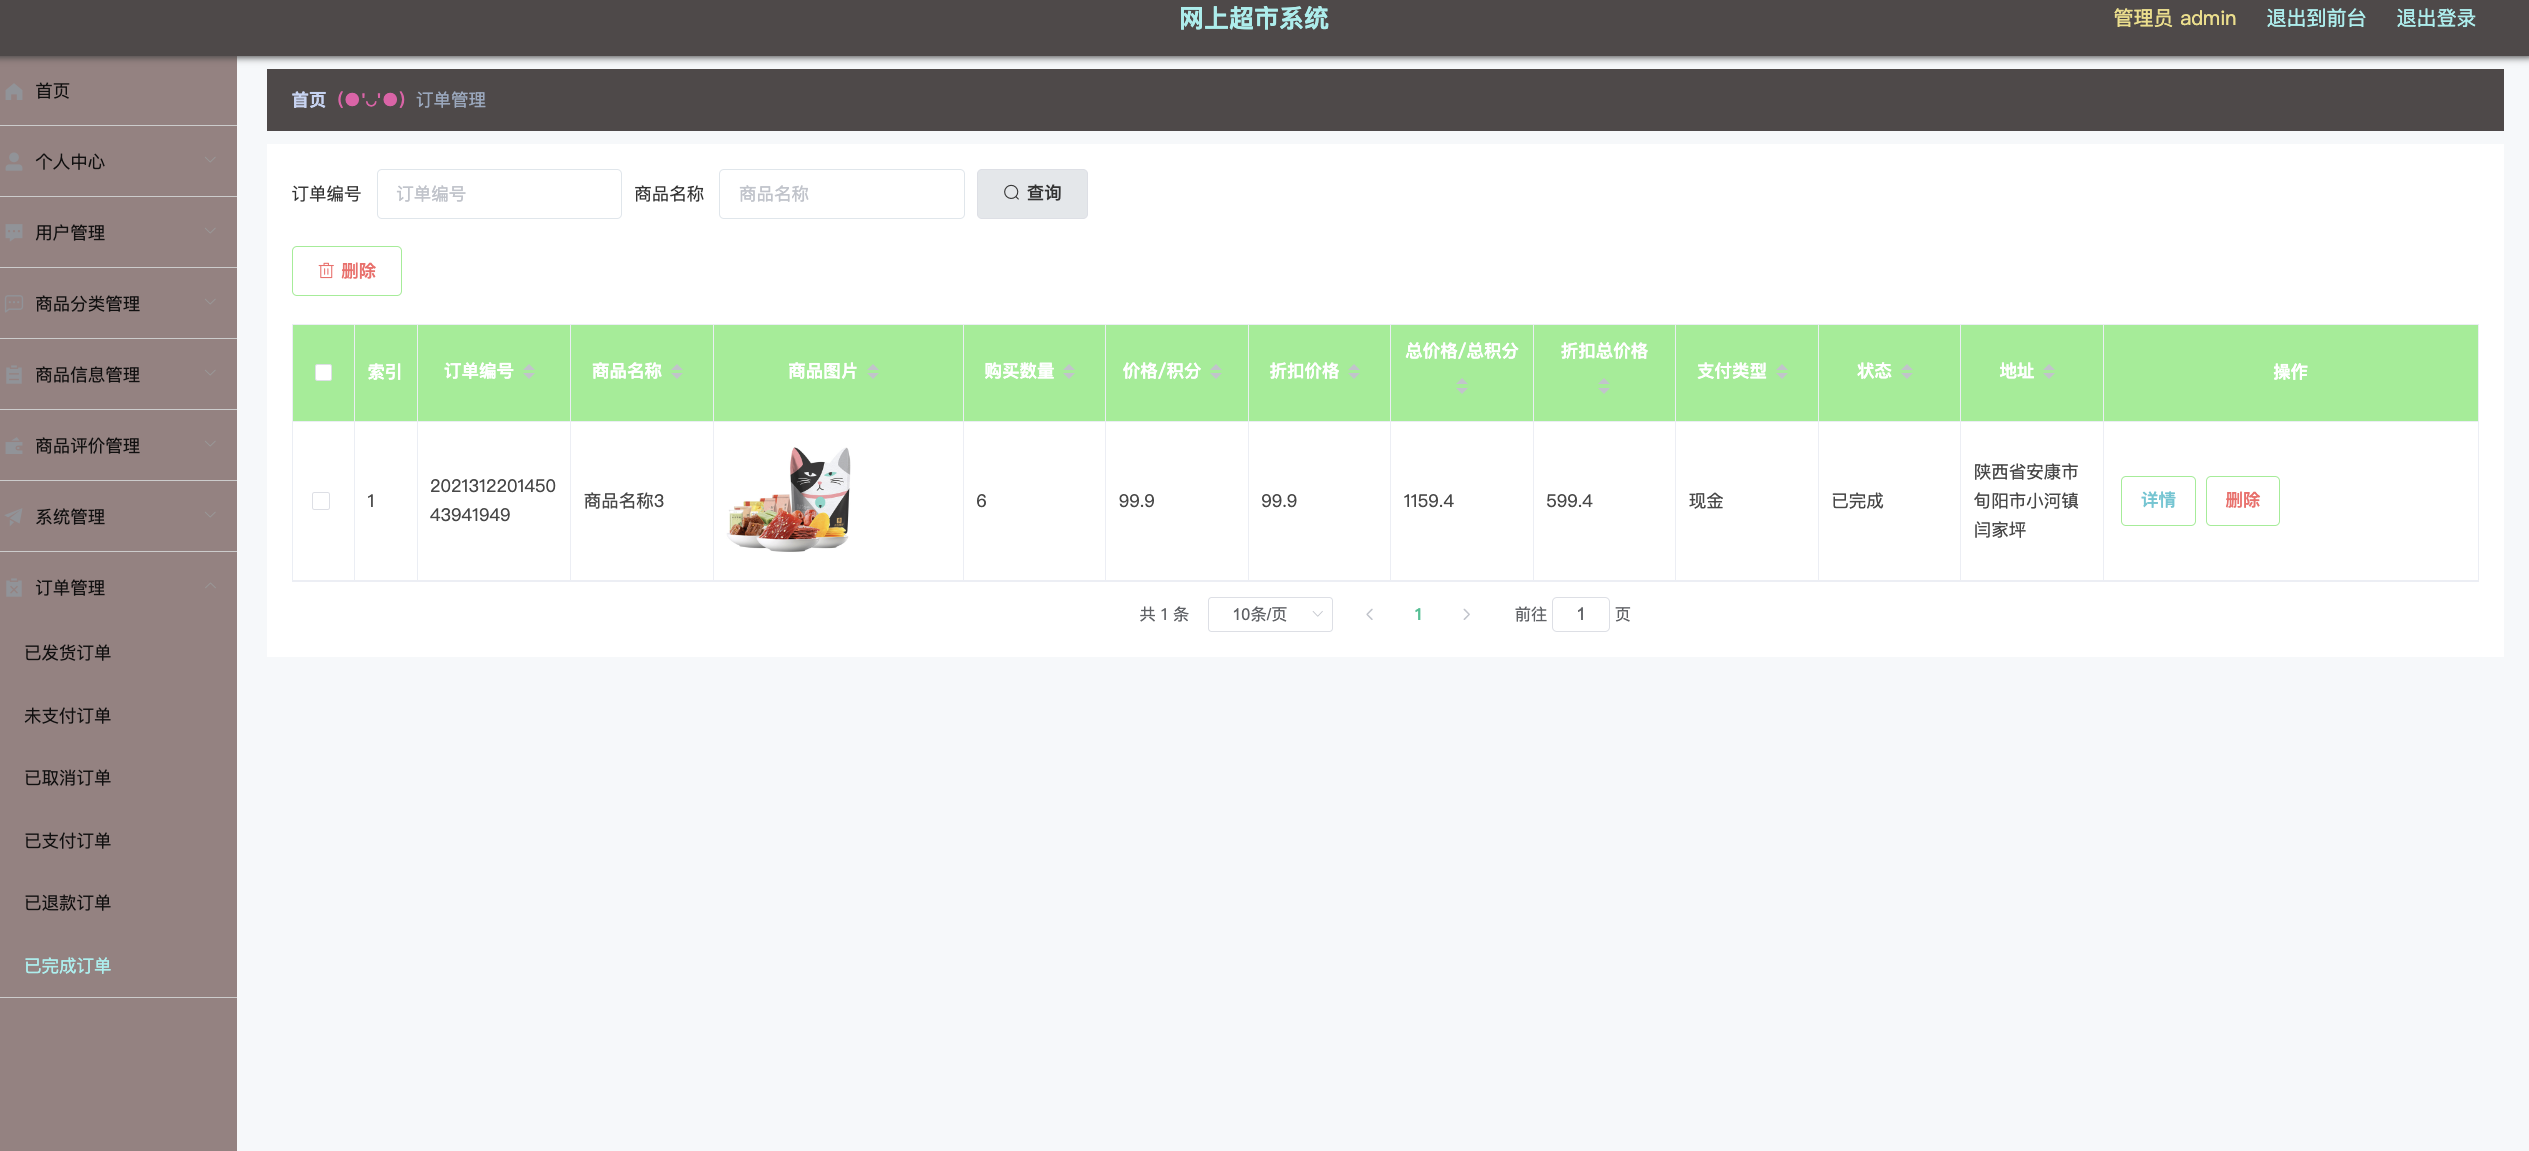 网上超市系统
管理员 admin
退出到前台
退出登录
首页
个人中心
用户管理
商品分类管理
商品信息管理
商品评价管理
系统管理
订单管理
已发货订单
未支付订单
已取消订单
已支付订单
已退款订单
已完成订单
首页 (●'◡'●) 订单管理
订单编号 订单编号 商品名称 商品名称 查询
删除
索引 订单编号 商品名称 商品图片 购买数量 价格/积分 折扣价格 总价格/总积分 折扣总价格 支付类型 状态 地址 操作
1
2021312201450
43941949
商品名称3
6
99.9
99.9
1159.4
599.4
现金
已完成
陕西省安康市
旬阳市小河镇
闫家坪
详情 删除
共 1 条 10条/页 1 前往 1 页